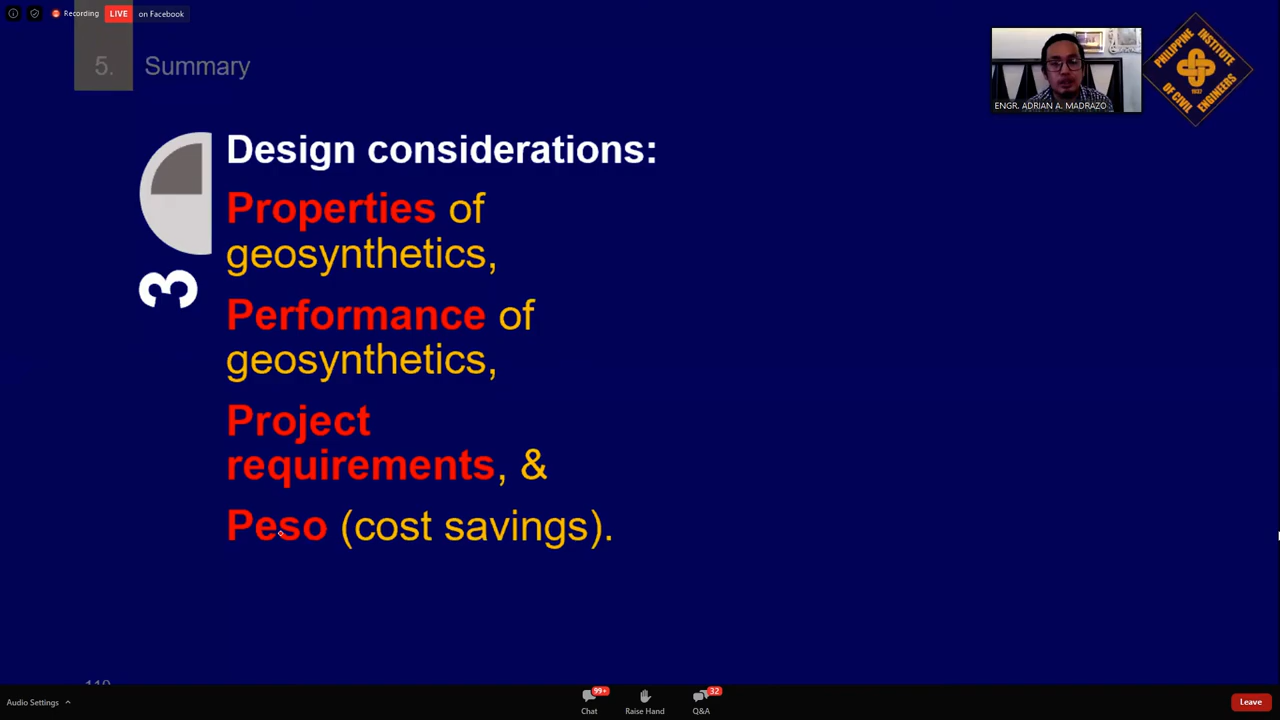 Recording
LIVE
on Facebook
5.
Summary
ENGR. ADRIAN A. MADRAZO
PHILIPPINE
INSTITUTE
OF CIVIL
ENGINEERS
1937
3
Design considerations:
Properties of
geosynthetics,
Performance of
geosynthetics,
Project
requirements, &
Peso (cost savings).
Audio Settings
99+
Chat
Raise Hand
32
Q&A
Leave